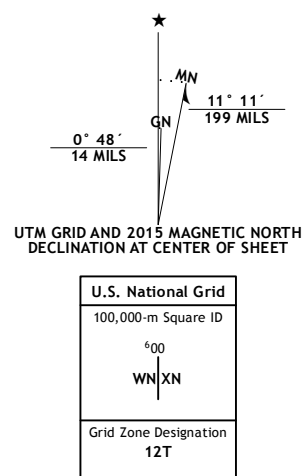 ★
MN
GN
11° 11´
199 MILS
0° 48´
14 MILS
UTM GRID AND 2015 MAGNETIC NORTH
DECLINATION AT CENTER OF SHEET
U.S. National Grid
100,000-m Square ID
⁶00
WN XN
Grid Zone Designation
12T